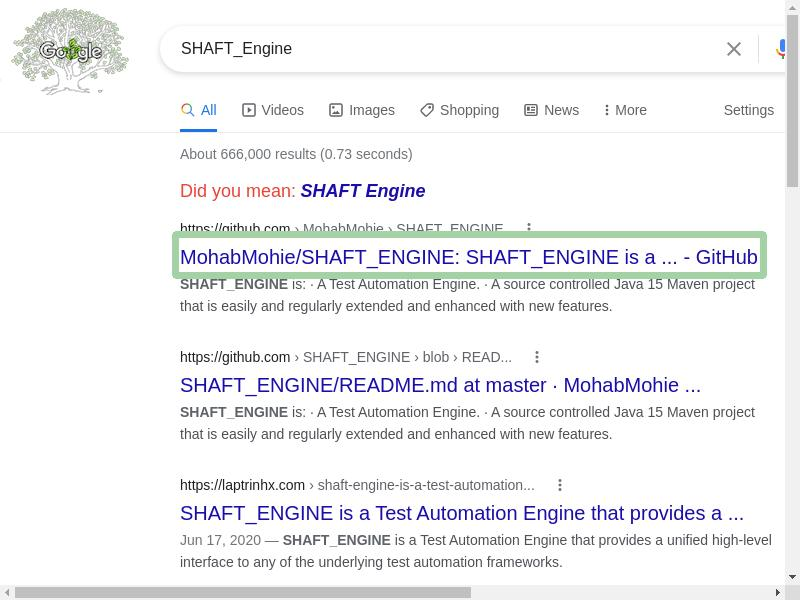 Google
SHAFT_Engine
All Videos Images Shopping News More Settings
About 666,000 results (0.73 seconds)
Did you mean: SHAFT Engine
https://github.com › MohabMohie › SHAFT_ENGINE
MohabMohie/SHAFT_ENGINE: SHAFT_ENGINE is a ... - GitHub
SHAFT_ENGINE is: · A Test Automation Engine. · A source controlled Java 15 Maven project
that is easily and regularly extended and enhanced with new features.
https://github.com › SHAFT_ENGINE › blob › READ...
SHAFT_ENGINE/README.md at master · MohabMohie ...
SHAFT_ENGINE is: · A Test Automation Engine. · A source controlled Java 15 Maven project
that is easily and regularly extended and enhanced with new features.
https://laptrinhx.com › shaft-engine-is-a-test-automation...
SHAFT_ENGINE is a Test Automation Engine that provides a ...
Jun 17, 2020 — SHAFT_ENGINE is a Test Automation Engine that provides a unified high-level
interface to any of the underlying test automation frameworks.